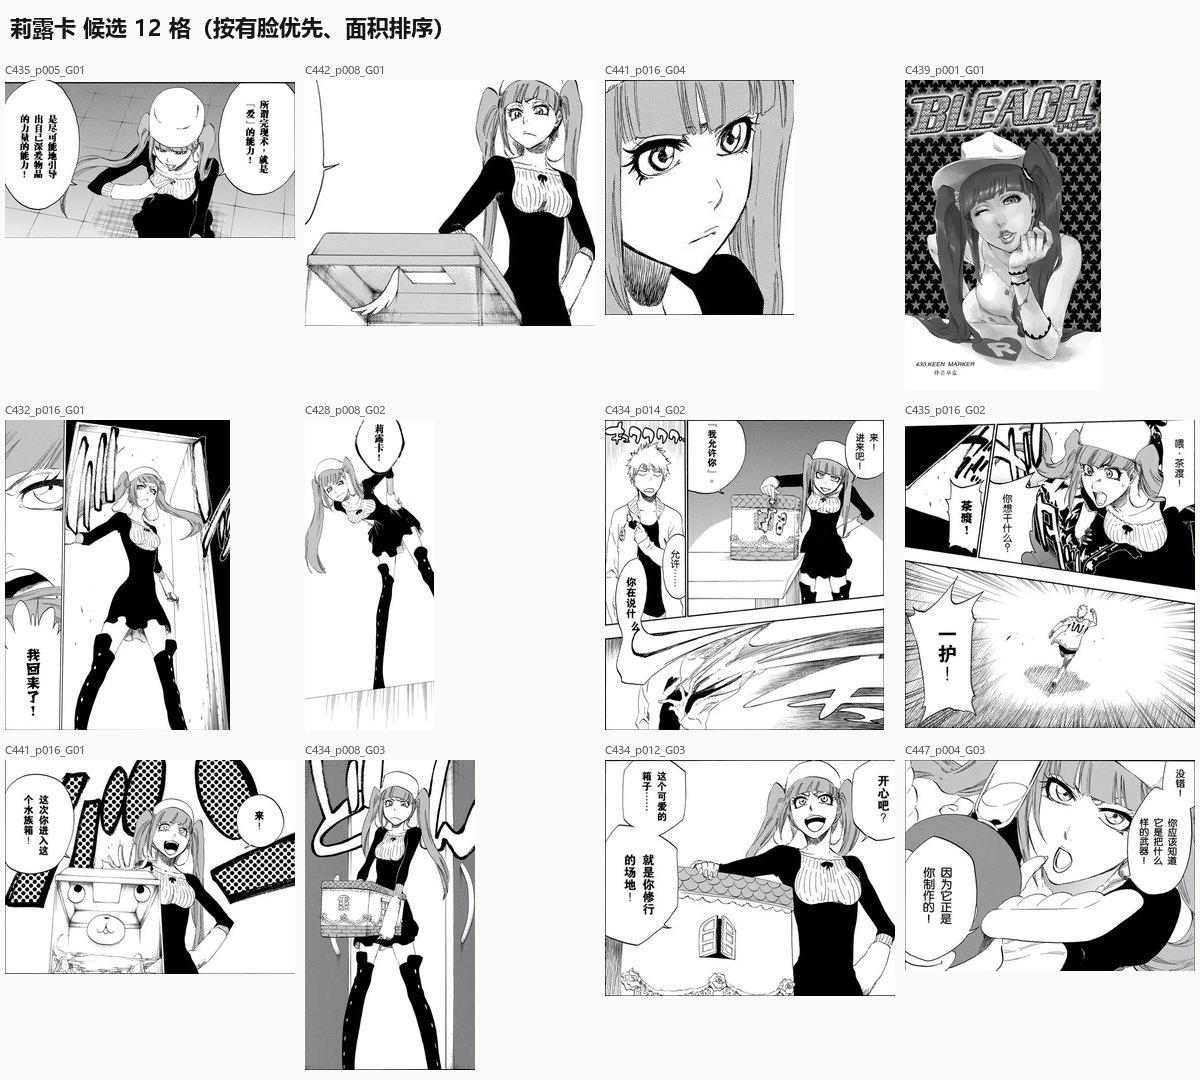 莉露卡 候选 12 格（按有脸优先、面积排序）
C435_p005_G01
所谓完现术，就是
『爱』的能力！
是尽可能地引导
出自己深爱物品
的力量的能力！
C442_p008_G01
C441_p016_G04
C439_p001_G01
BLEACH
R
433.KEEN MARKER
C432_p016_G01
我回来了！
C428_p008_G02
莉露卡！
C434_p014_G02
来！
进来吧！
『我允许你』。
允许……
你在说什么
C435_p016_G02
喂，茶渡！
你想干什么？
茶渡！
一护！
C441_p016_G01
来！
这次你进入这
个水族箱！
C434_p008_G03
C434_p012_G03
开心吧？
这个可爱的
箱子……
就是你修行
的场地！
C447_p004_G03
没错！
你应该知道
它是把什么
样的武器！
因为它正是
你制作的！